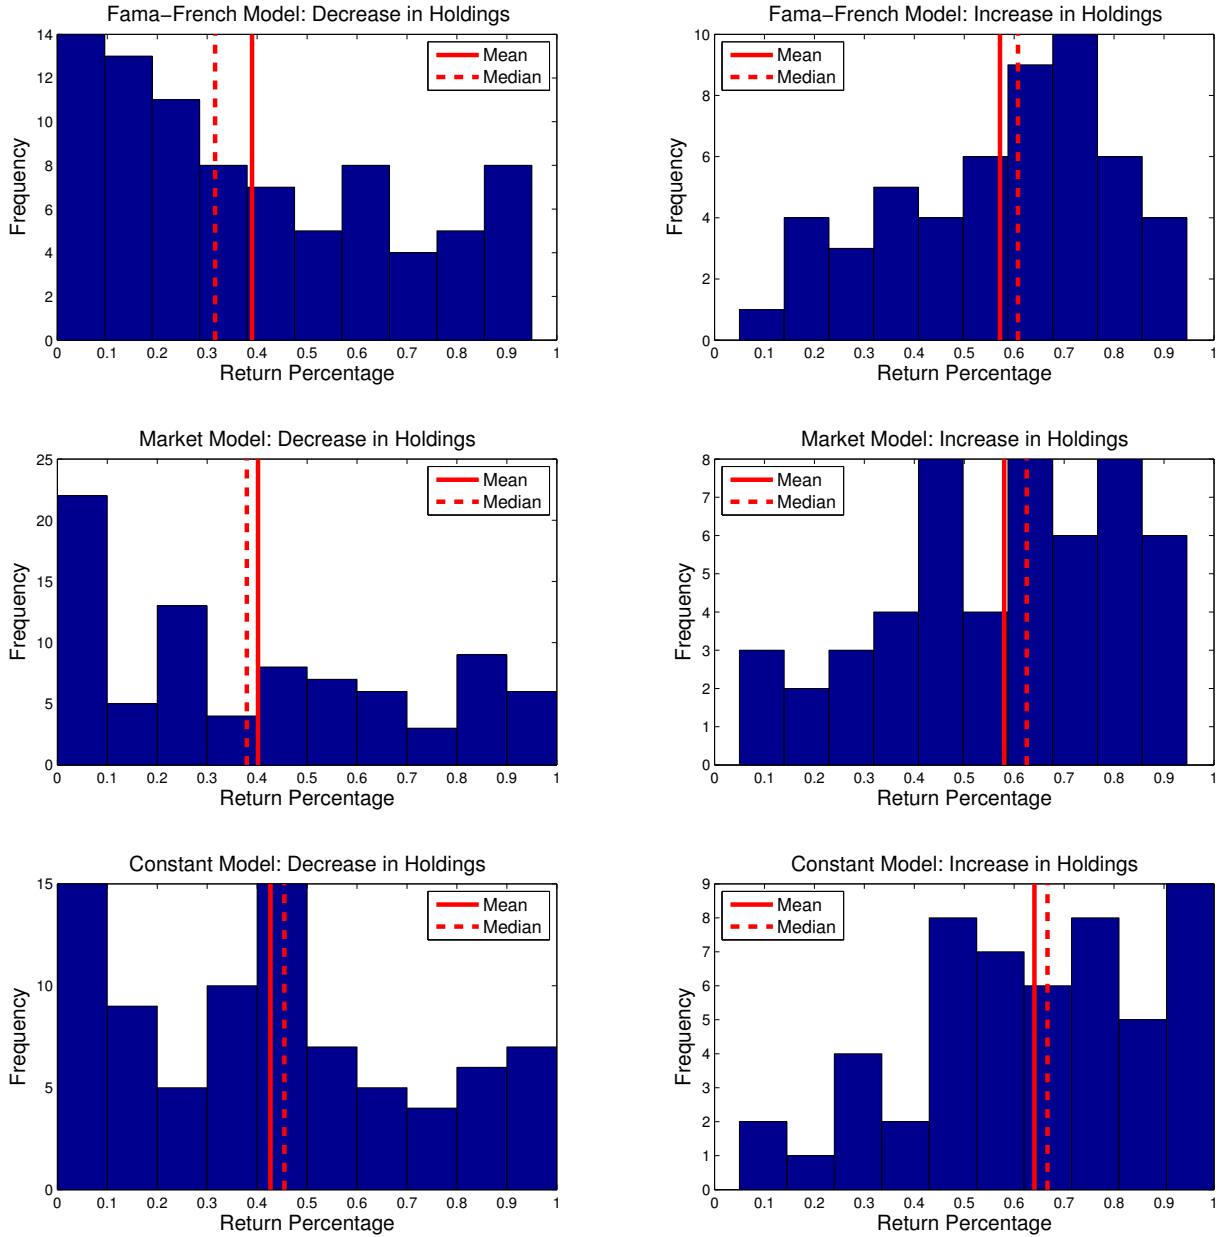 Fama−French Model: Decrease in Holdings
14
12
10
8
6
4
2
0
Frequency
Mean
Median
0 0.1 0.2 0.3 0.4 0.5 0.6 0.7 0.8 0.9 1
Return Percentage
Fama−French Model: Increase in Holdings
10
8
6
4
2
0
Frequency
Mean
Median
0 0.1 0.2 0.3 0.4 0.5 0.6 0.7 0.8 0.9 1
Return Percentage
Market Model: Decrease in Holdings
25
20
15
10
5
0
Frequency
Mean
Median
0 0.1 0.2 0.3 0.4 0.5 0.6 0.7 0.8 0.9 1
Return Percentage
Market Model: Increase in Holdings
8
7
6
5
4
3
2
1
0
Frequency
Mean
Median
0 0.1 0.2 0.3 0.4 0.5 0.6 0.7 0.8 0.9 1
Return Percentage
Constant Model: Decrease in Holdings
15
10
5
0
Frequency
Mean
Median
0 0.1 0.2 0.3 0.4 0.5 0.6 0.7 0.8 0.9 1
Return Percentage
Constant Model: Increase in Holdings
9
8
7
6
5
4
3
2
1
0
Frequency
Mean
Median
0 0.1 0.2 0.3 0.4 0.5 0.6 0.7 0.8 0.9 1
Return Percentage